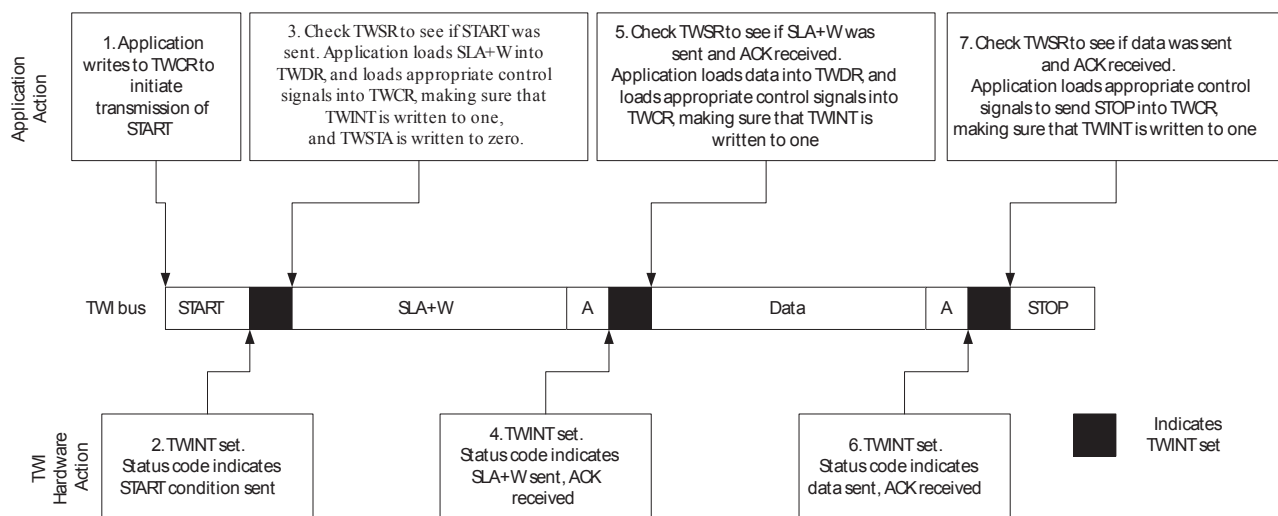 Application
Action
1. Application
writes to TWCR to
initiate
transmission of
START
3. Check TWSR to see if START was
sent. Application loads SLA+W into
TWDR, and loads appropriate control
signals into TWCR, making sure that
TWINT is written to one,
and TWSTA is written to zero.
5. Check TWSR to see if SLA+W was
sent and ACK received.
Application loads data into TWDR, and
loads appropriate control signals into
TWCR, making sure that TWINT is
written to one
7. Check TWSR to see if data was sent
and ACK received.
Application loads appropriate control
signals to send STOP into TWCR,
making sure that TWINT is written to one
TWI bus
START
SLA+W
A
Data
A
STOP
TWI
Hardware
Action
2. TWINT set.
Status code indicates
START condition sent
4. TWINT set.
Status code indicates
SLA+W sent, ACK
received
6. TWINT set.
Status code indicates
data sent, ACK received
Indicates
TWINT set